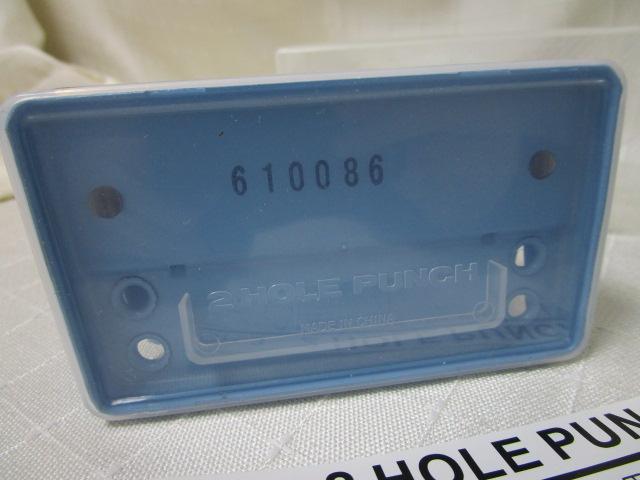 610086
2 HOLE PUNCH
MADE IN CHINA
2 HOLE PUN